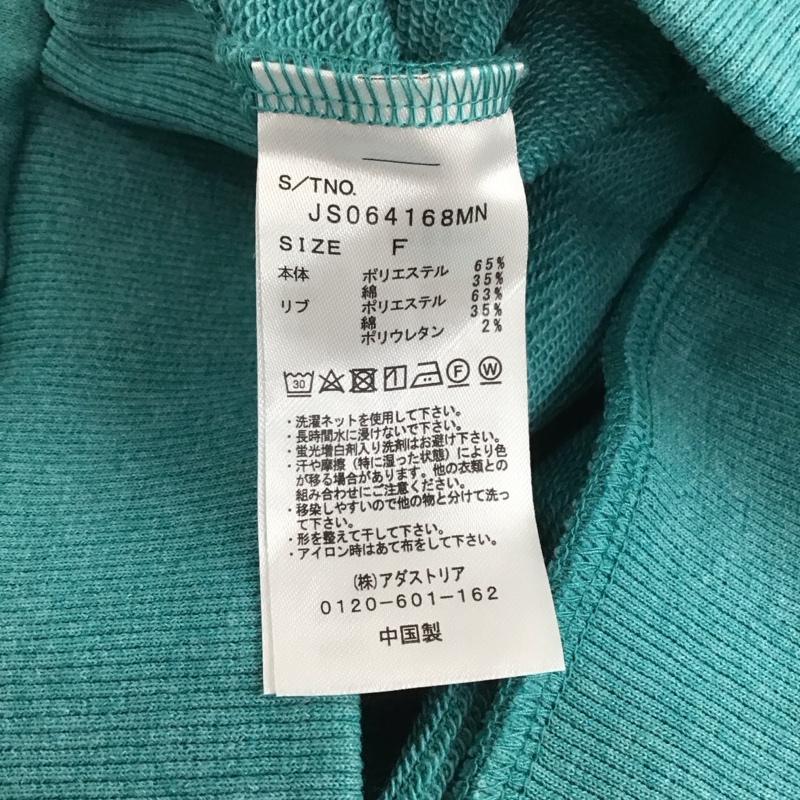 S/TNO.
JS064168MN
SIZE F
本体 ポリエステル 65%
綿 35%
リブ ポリエステル 63%
綿 35%
ポリウレタン 2%
30 F W
・洗濯ネットを使用して下さい。
・長時間水に浸けないで下さい。
・蛍光増白剤入り洗剤はお避け下さい。
・汗や摩擦（特に湿った状態）により色
が移る場合があります。他の衣類との
組み合わせにご注意ください。
・移染しやすいので他の物と分けて洗っ
て下さい。
・形を整えて干して下さい。
・アイロン時はあて布をして下さい。
(株)アダストリア
0120-601-162
中国製